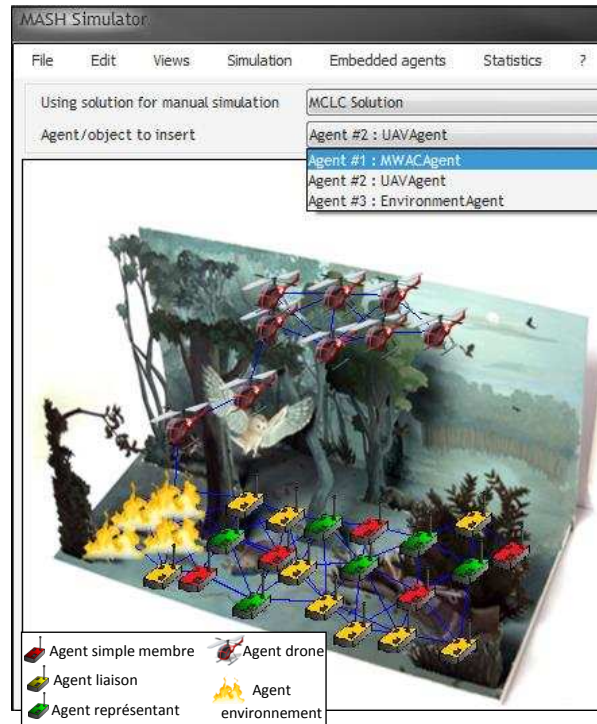 MASH Simulator
File Edit Views Simulation Embedded agents Statistics ?
Using solution for manual simulation MCLC Solution
Agent/object to insert Agent #2 : UAVAgent
Agent #1 : MWACAgent
Agent #2 : UAVAgent
Agent #3 : EnvironmentAgent
Agent simple membre Agent drone
Agent liaison
Agent représentant
Agent
environnement